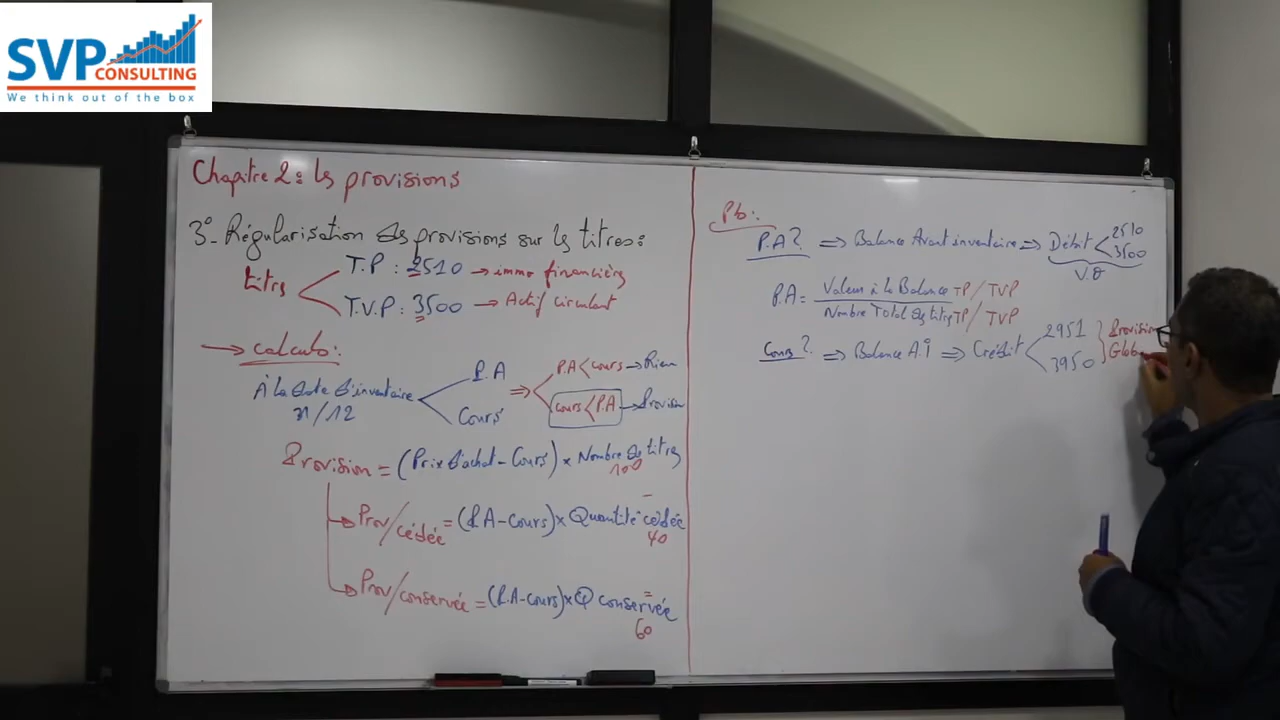 SVP
CONSULTING
We think out of the box
Chapitre 2: les provisions
3°- Régularisation des provisions sur les titres:
titres
T.P : 2510 → immo financières
T.V.P : 3500 → Actif circulant
→ calculs:
À la date d'inventaire
31/12
P.A
Cours
⇒
P.A < cours → Rien
cours < P.A → Provision
Provision = (Prix d'achat - Cours) × Nombre de titres
100
Prov/cédée = (P.A - cours) × Quantité cédée
40
Prov/conservée = (P.A - cours) × Q conservée
60
Pb:
P.A? ⇒ Balance Avant inventaire ⇒ Débit < 2510
3500
V.O
P.A = Valeur à la Balance TP / TVP
Nombre Total des titres TP / TVP
Cours? ⇒ Balance A.I ⇒ Crédit < 2951
3950
Provision
Globa